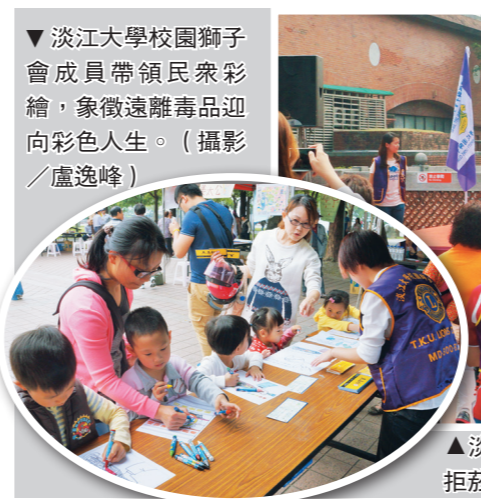 ▼淡江大學校園獅子
會成員帶領民眾彩
繪，象徵遠離毒品迎
向彩色人生。（攝影
／盧逸峰）
T.K.U
▲淡
拒菸